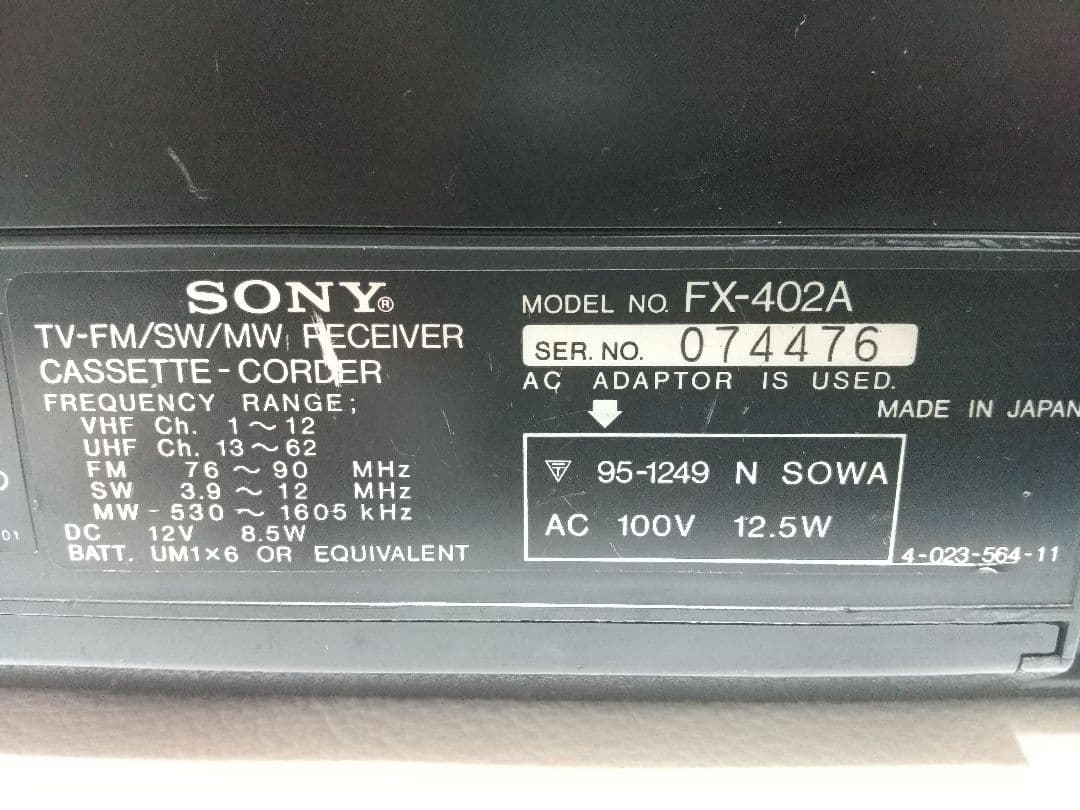 SONY®
TV-FM/SW/MW RECEIVER
CASSETTE-CORDER
FREQUENCY RANGE;
VHF Ch. 1~12
UHF Ch. 13~62
FM 76~90 MHz
SW 3.9~12 MHz
MW-530~1605 kHz
DC 12V 8.5W
BATT. UM1×6 OR EQUIVALENT
MODEL NO. FX-402A
SER. NO. 074476
AC ADAPTOR IS USED.
MADE IN JAPAN
95-1249 N SOWA
AC 100V 12.5W
4-023-564-11
01